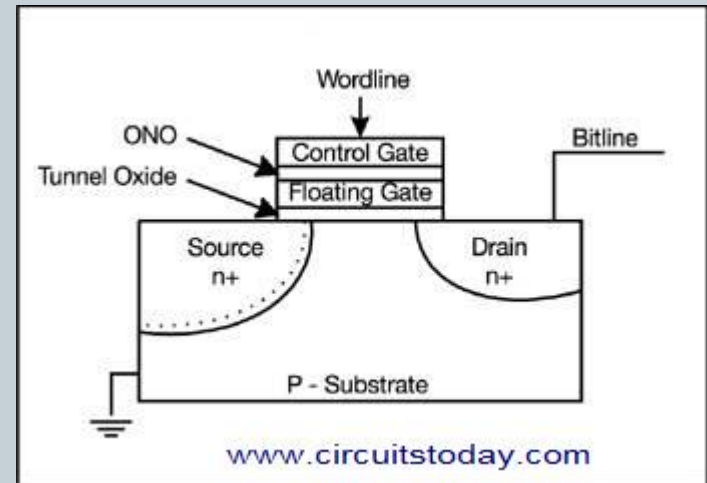 Wordline
ONO
Control Gate
Bitline
Tunnel Oxide
Floating Gate
Source
n+
Drain
n+
P - Substrate
www.circuitstoday.com